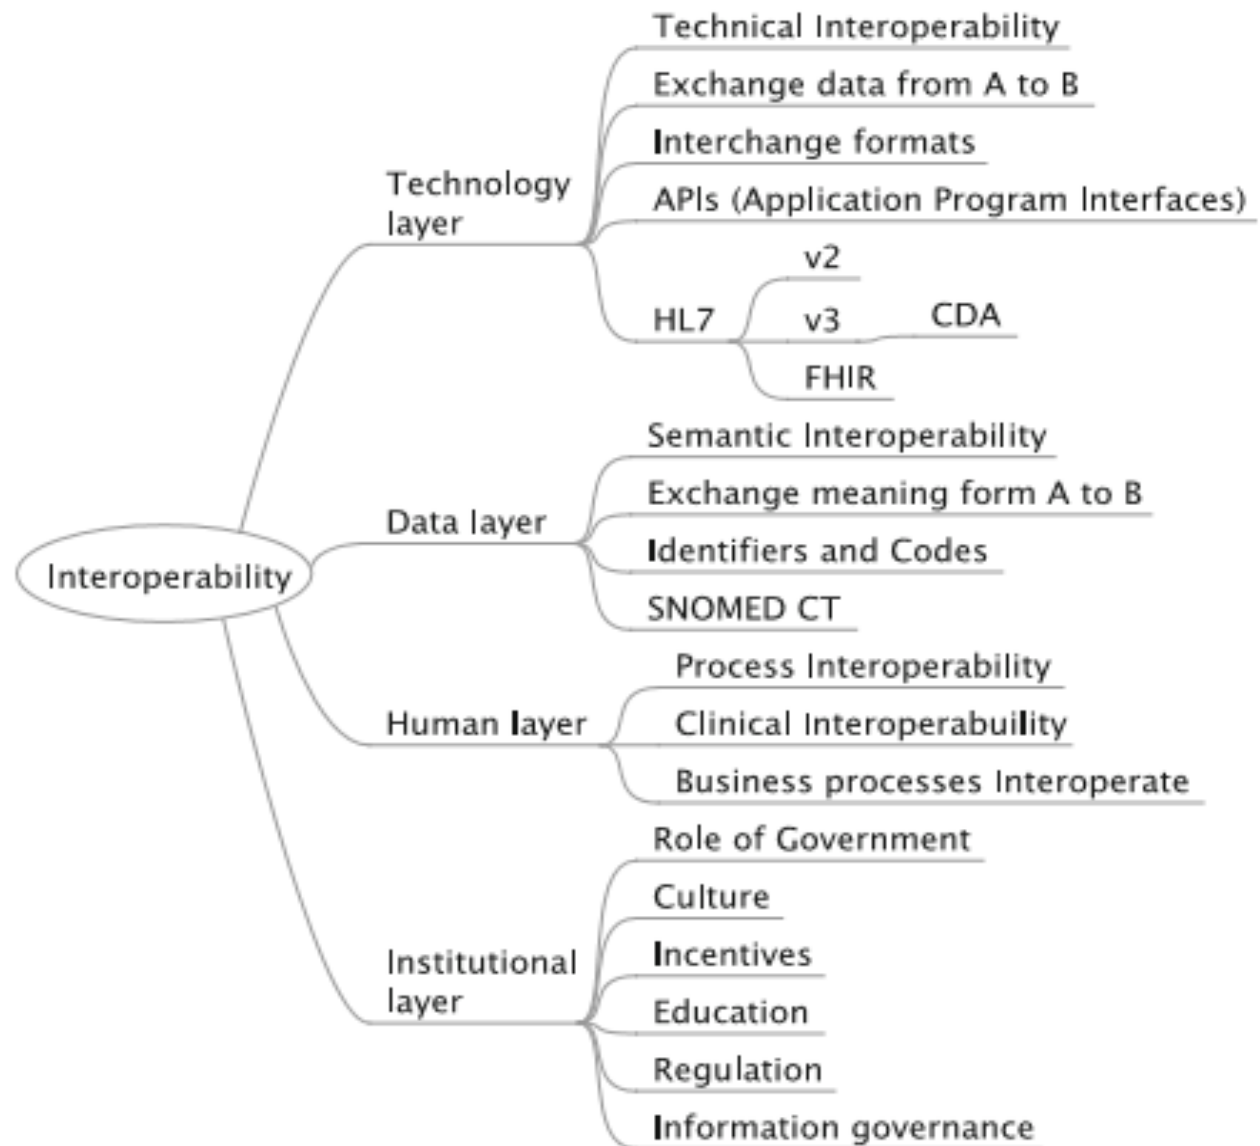 Technical Interoperability
Exchange data from A to B
Interchange formats
Technology
layer
APIs (Application Program Interfaces)
v2
HL7
v3
CDA
FHIR
Semantic Interoperability
Exchange meaning form A to B
Data layer
Identifiers and Codes
Interoperability
SNOMED CT
Process Interoperability
Human layer
Clinical Interoperabuility
Business processes Interoperate
Role of Government
Culture
Institutional
layer
Incentives
Education
Regulation
Information governance